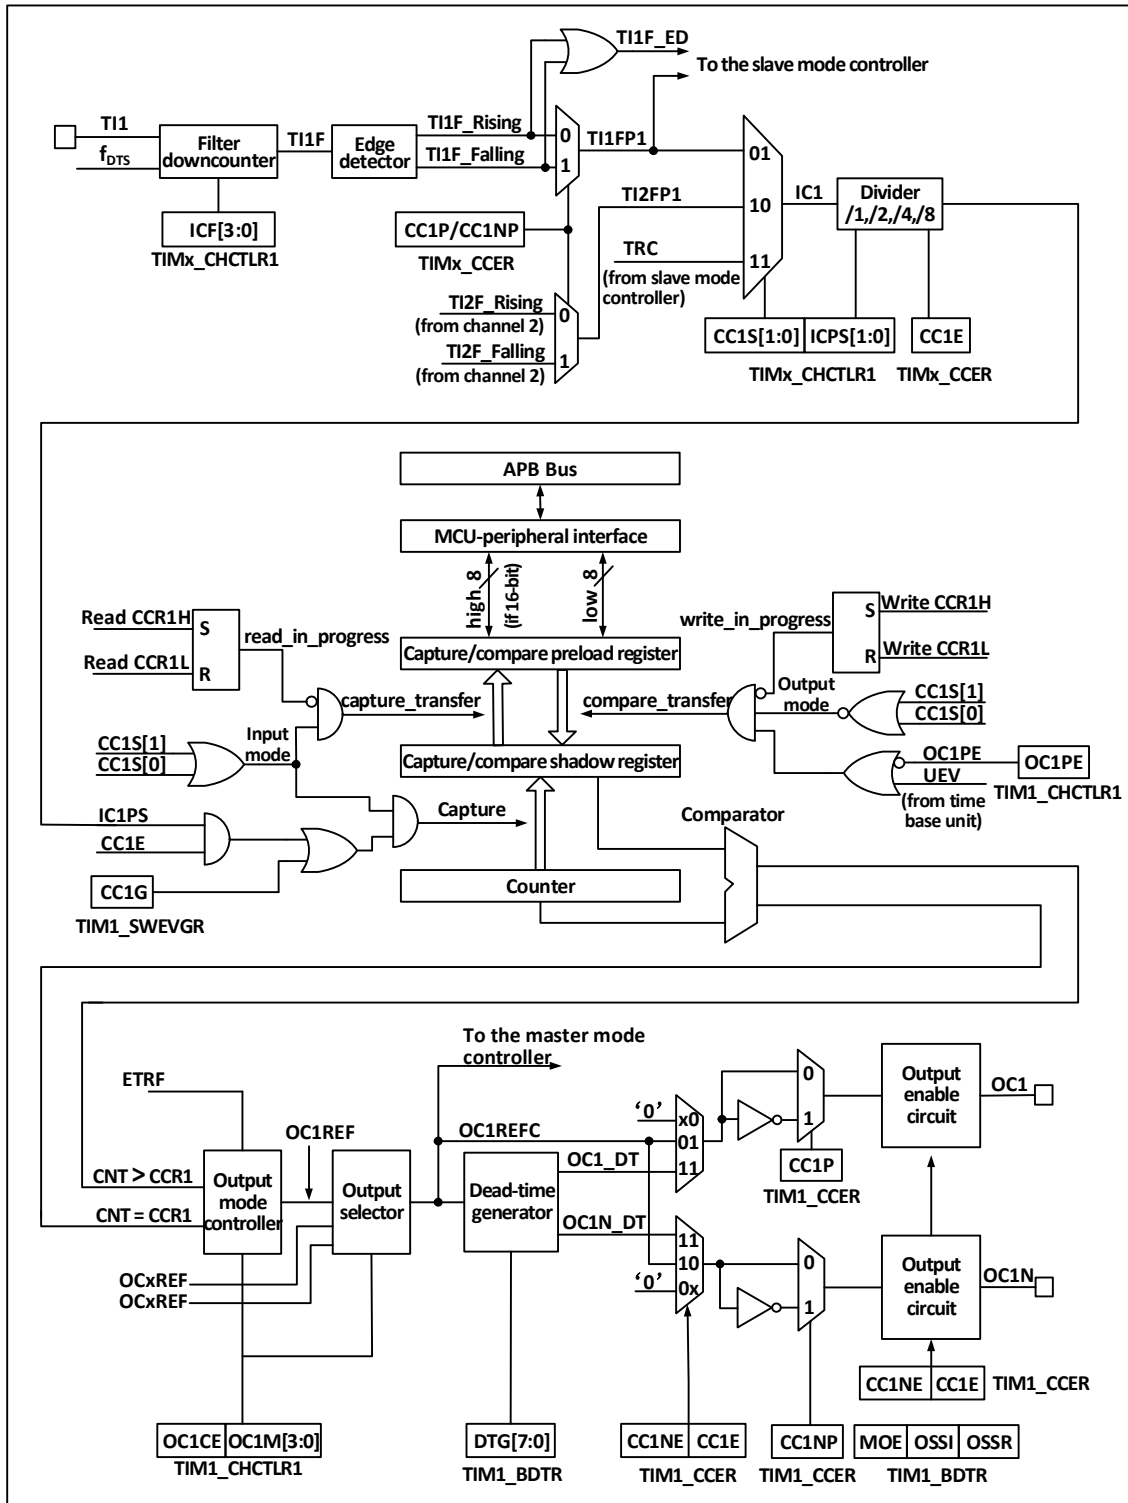 TI1F_ED
To the slave mode controller
TI1
fDTS
Filter
downcounter
TI1F
Edge
detector
TI1F_Rising
TI1F_Falling
0
1
TI1FP1
01
10
11
TI2FP1
IC1
Divider
/1,/2,/4,/8
ICF[3:0]
TIMx_CHCTLR1
CC1P/CC1NP
TIMx_CCER
TRC
(from slave mode
controller)
TI2F_Rising
(from channel 2)
TI2F_Falling
(from channel 2)
0
1
CC1S[1:0]
ICPS[1:0]
CC1E
TIMx_CHCTLR1
TIMx_CCER
APB Bus
MCU-peripheral interface
high
8
(if 16-bit)
low
8
Read CCR1H
Read CCR1L
S
R
read_in_progress
write_in_progress
S
R
Write CCR1H
Write CCR1L
Capture/compare preload register
capture_transfer
compare_transfer
Output
mode
CC1S[1]
CC1S[0]
CC1S[1]
CC1S[0]
Input
mode
Capture/compare shadow register
OC1PE
UEV
(from time
base unit)
OC1PE
TIM1_CHCTLR1
IC1PS
CC1E
Capture
Comparator
CC1G
TIM1_SWEVGR
Counter
To the master mode
controller
ETRF
OC1REF
CNT > CCR1
CNT = CCR1
Output
mode
controller
Output
selector
OCxREF
OCxREF
OC1REFC
Dead-time
generator
OC1_DT
OC1N_DT
‘0’
x0
01
11
11
10
0x
‘0’
0
1
CC1P
TIM1_CCER
0
1
Output
enable
circuit
OC1
Output
enable
circuit
OC1N
CC1NE
CC1E
TIM1_CCER
OC1CE
OC1M[3:0]
TIM1_CHCTLR1
DTG[7:0]
TIM1_BDTR
CC1NE
CC1E
TIM1_CCER
CC1NP
TIM1_CCER
MOE
OSSI
OSSR
TIM1_BDTR